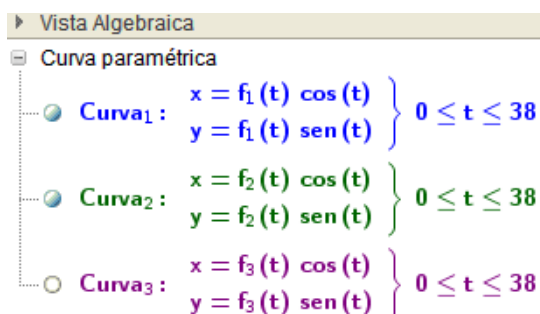 Vista Algebraica
Curva paramétrica
Curva₁ : x = f₁ (t) cos (t) y = f₁ (t) sen (t) } 0 ≤ t ≤ 38
Curva₂ : x = f₂ (t) cos (t) y = f₂ (t) sen (t) } 0 ≤ t ≤ 38
Curva₃ : x = f₃ (t) cos (t) y = f₃ (t) sen (t) } 0 ≤ t ≤ 38